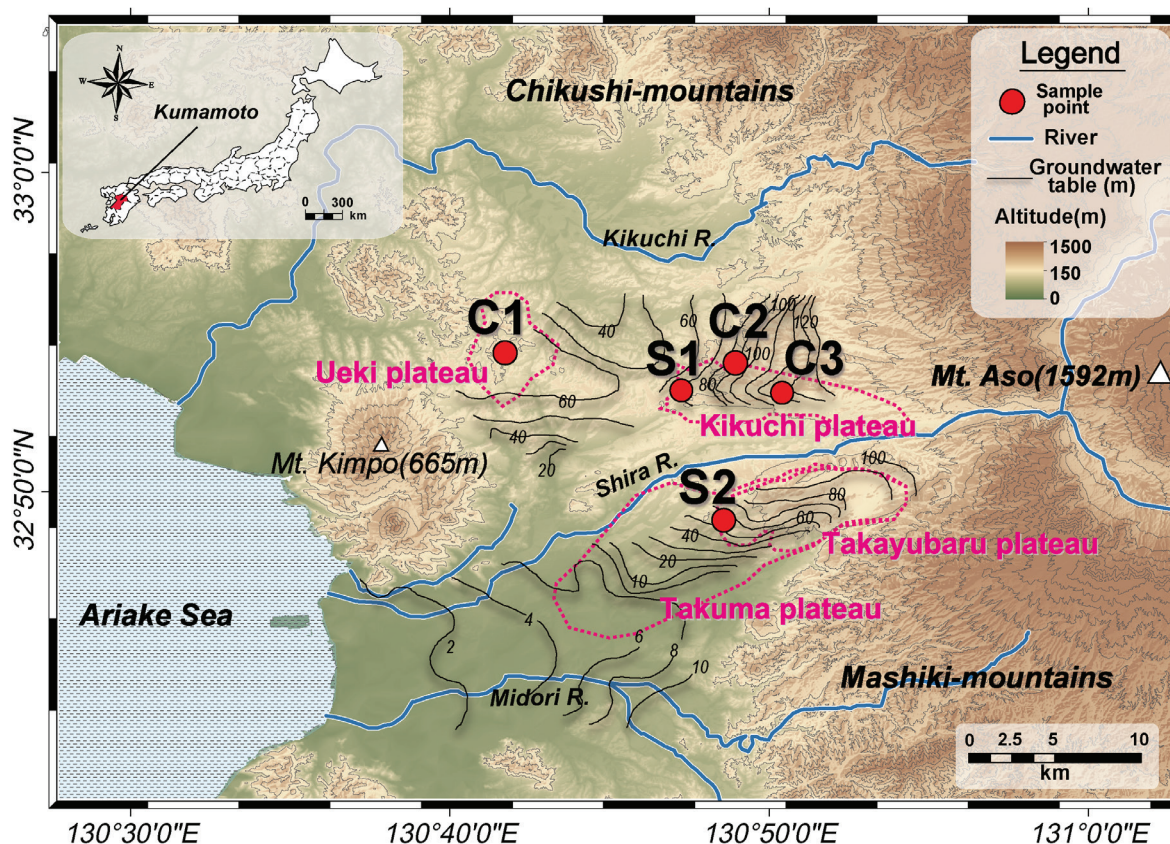 N
W
E
S
Kumamoto
0 300
km
Chikushi-mountains
Legend
Sample
point
River
Groundwater
table (m)
Altitude(m)
1500
150
0
33°0'0"N
32°50'0"N
Kikuchi R.
C1
Ueki plateau
40
60
40
20
60
100
120
C2
100
S1
80
C3
Kikuchi plateau
Mt. Aso(1592m)
Mt. Kimpo(665m)
Shira R.
S2
100
80
60
40
20
10
Takayubaru plateau
Takuma plateau
Ariake Sea
2
4
6
8
10
Midori R.
Mashiki-mountains
0 2.5 5 10
km
130°30'0"E
130°40'0"E
130°50'0"E
131°0'0"E